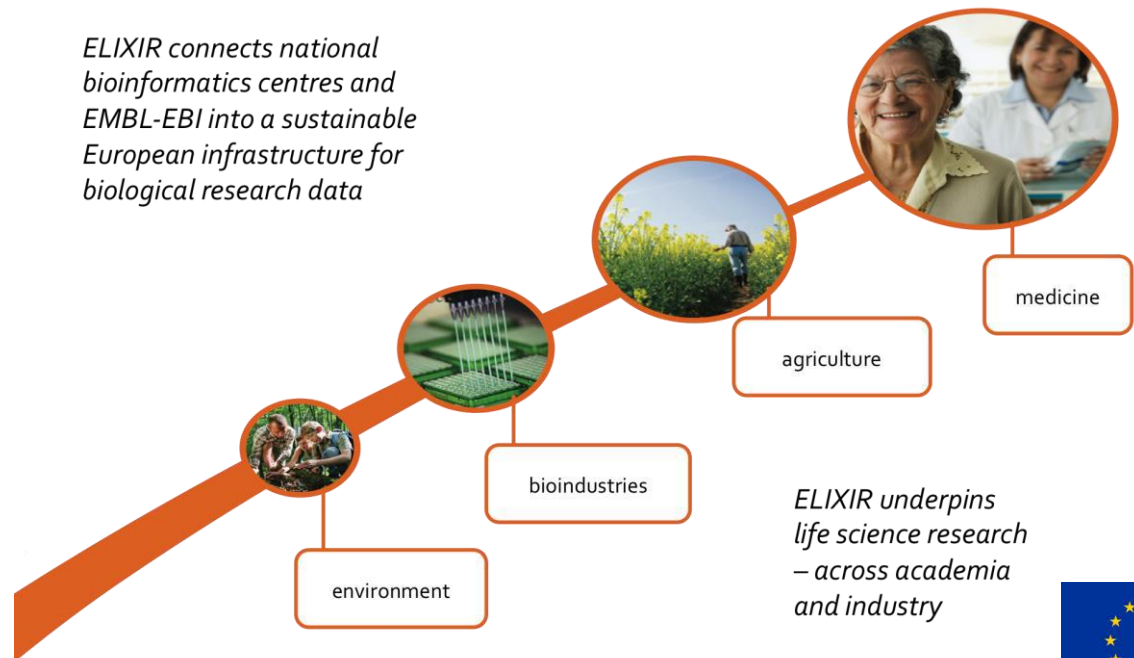 ELIXIR connects national
bioinformatics centres and
EMBL-EBI into a sustainable
European infrastructure for
biological research data
medicine
agriculture
bioindustries
environment
ELIXIR underpins
life science research
– across academia
and industry